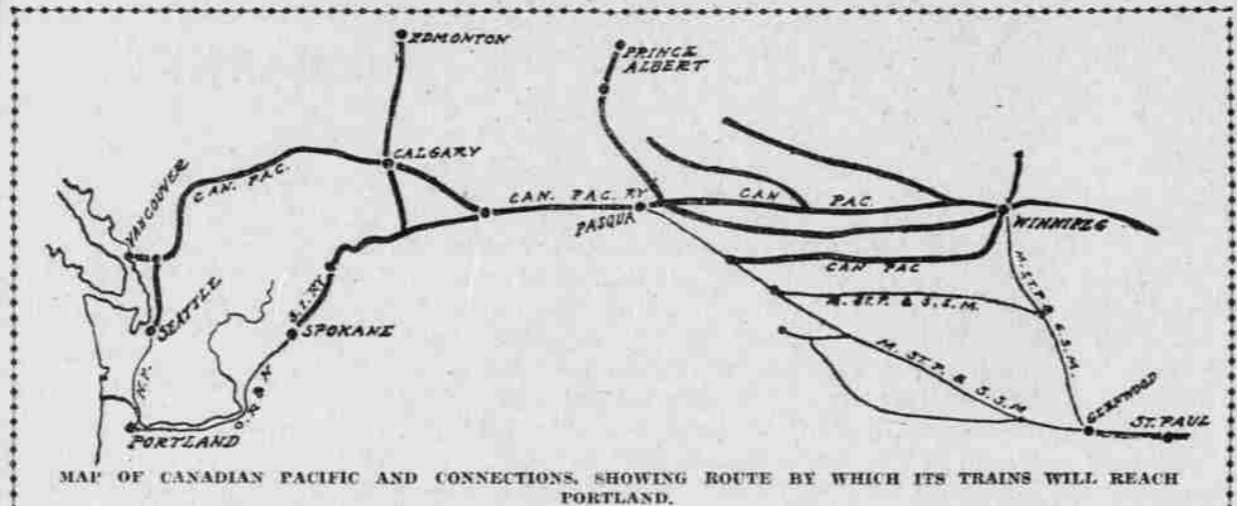 EDMONTON
PRINCE
ALBERT
CALGARY
VANCOUVER
CAN. PAC.
CAN. PAC. RY
PASQUA
CAN PAC.
WINNIPEG
CAN PAC
SEATTLE
S. I. RY
SPOKANE
M. ST. P. & S. S. M.
M. ST. P. & S. S. M.
M. ST. P. & S. S. M
N. P.
O. R & N
PORTLAND
GLENWOOD
ST. PAUL
MAP OF CANADIAN PACIFIC AND CONNECTIONS, SHOWING ROUTE BY WHICH ITS TRAINS WILL REACH
PORTLAND.